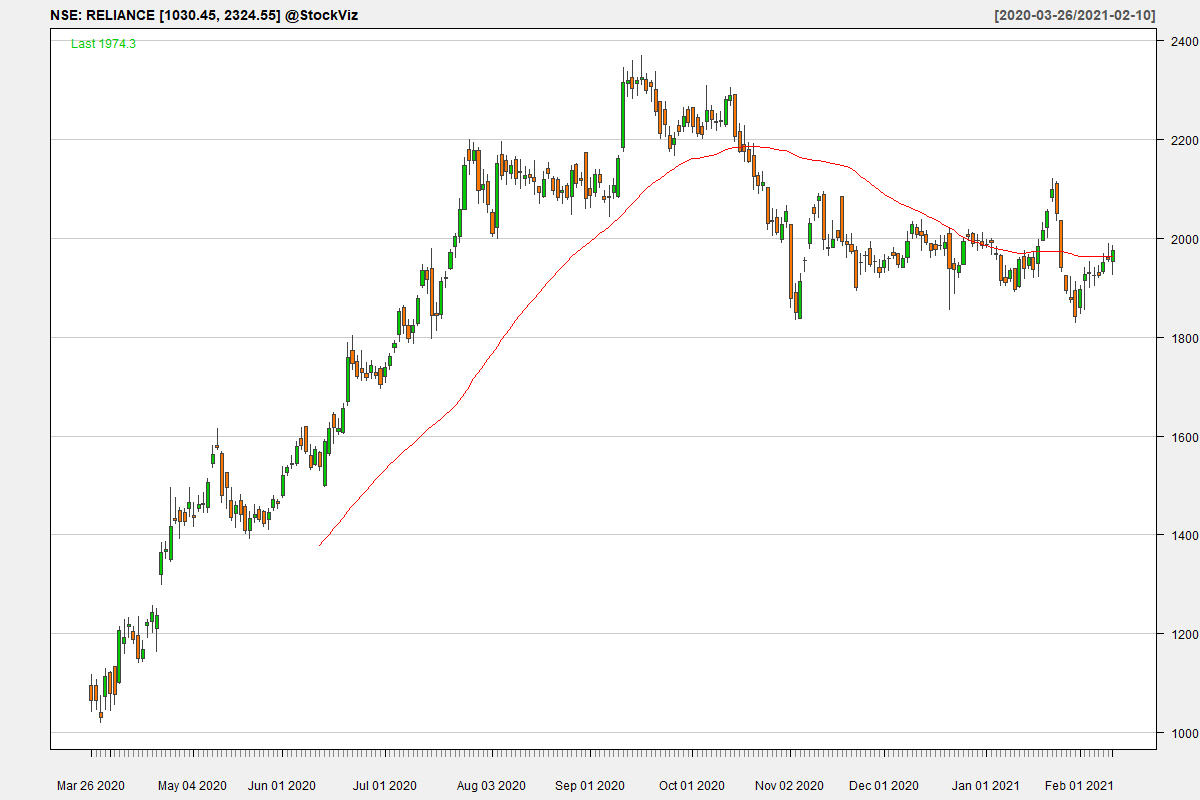 NSE: RELIANCE [1030.45, 2324.55] @StockViz [2020-03-26/2021-02-10]
Last 1974.3
2400
2200
2000
1800
1600
1400
1200
1000
Mar 26 2020 May 04 2020 Jun 01 2020 Jul 01 2020 Aug 03 2020 Sep 01 2020 Oct 01 2020 Nov 02 2020 Dec 01 2020 Jan 01 2021 Feb 01 2021